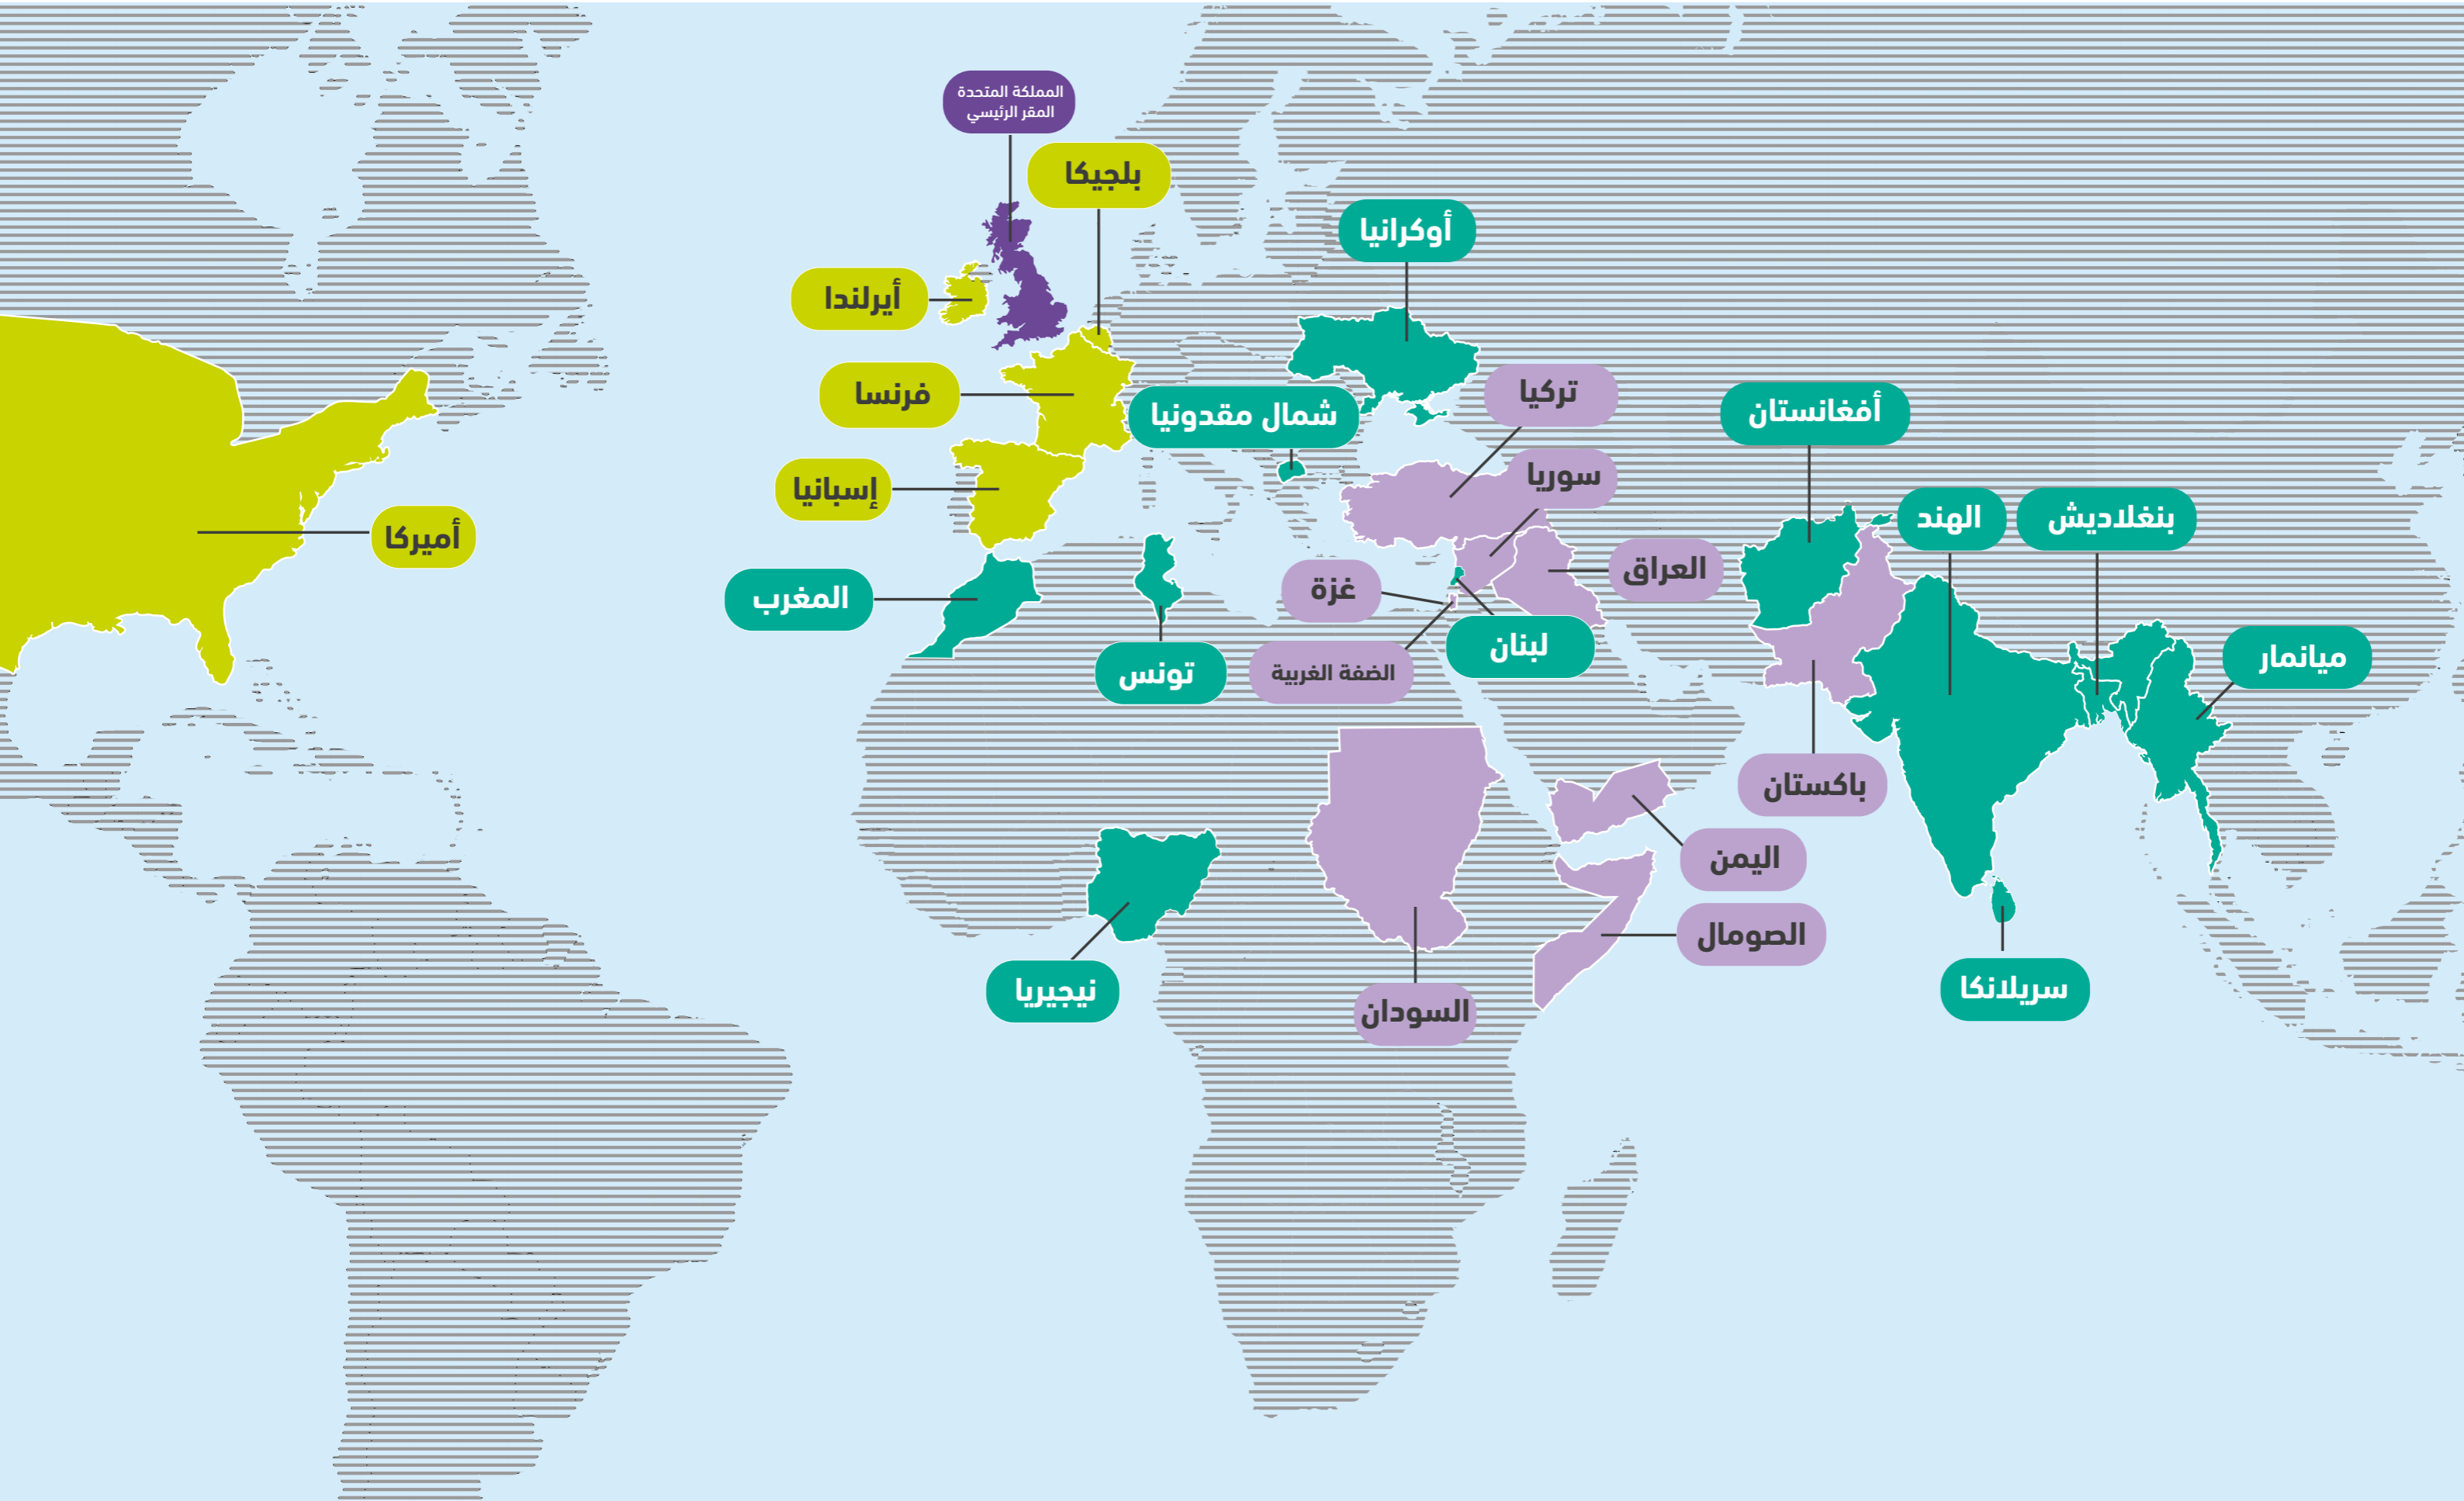 المملكة المتحدة
المقر الرئيسي
بلجيكا
أوكرانيا
أيرلندا
فرنسا
تركيا
شمال مقدونيا
أفغانستان
سوريا
إسبانيا
الهند
بنغلاديش
أميركا
العراق
غزة
المغرب
لبنان
ميانمار
تونس
الضفة الغربية
باكستان
اليمن
الصومال
سريلانكا
نيجيريا
السودان